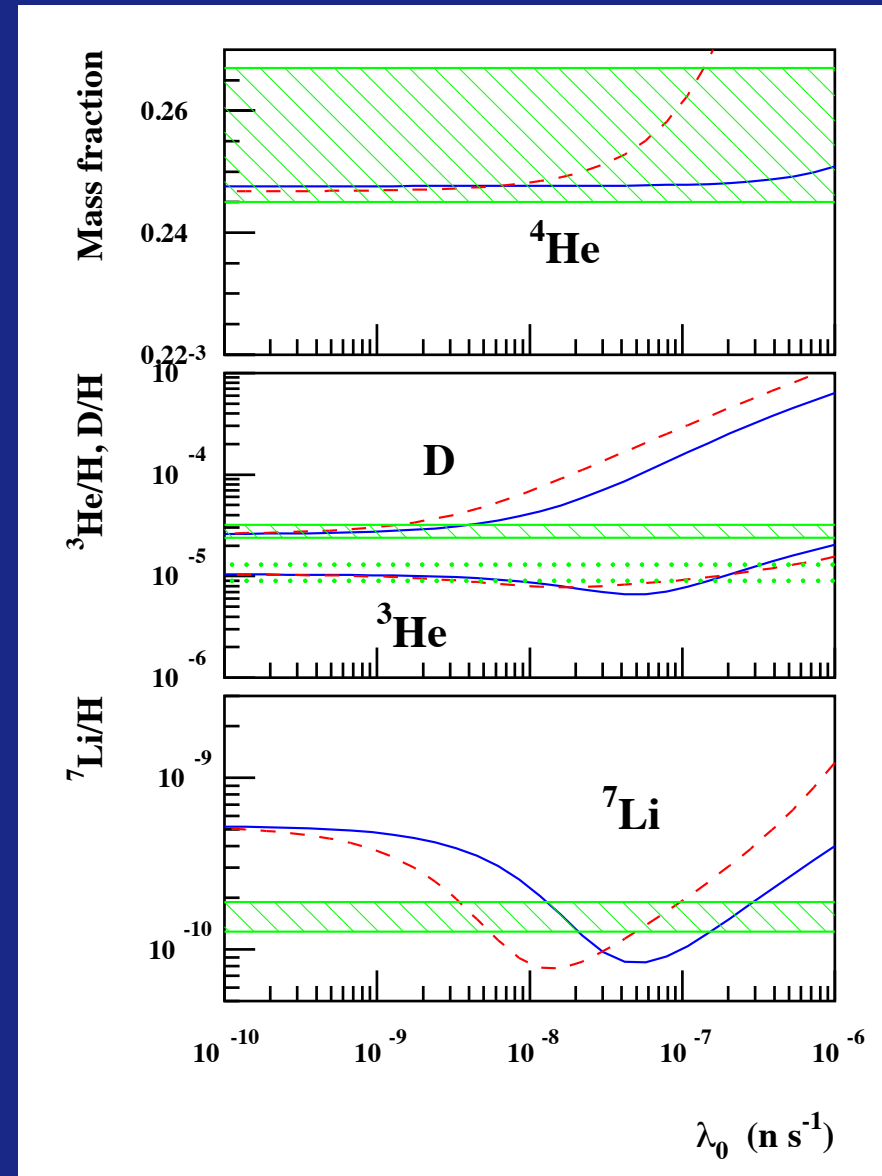 Mass fraction
0.26
0.24
0.22
⁴He
³He/H, D/H
10⁻³
10⁻⁴
10⁻⁵
10⁻⁶
D
³He
⁷Li/H
10⁻⁹
10⁻¹⁰
⁷Li
10⁻¹⁰ 10⁻⁹ 10⁻⁸ 10⁻⁷ 10⁻⁶
λ₀ (n s⁻¹)